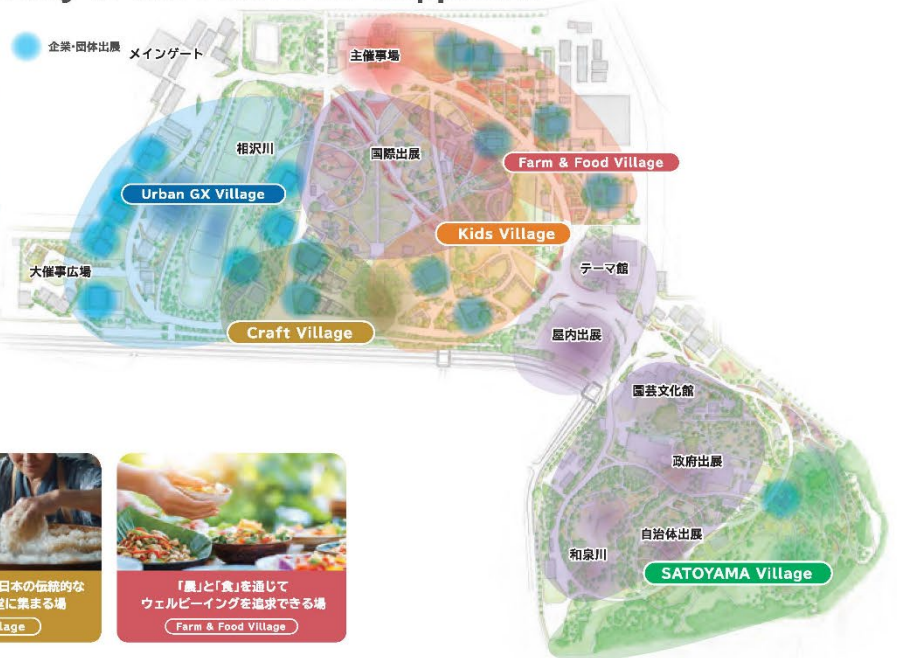 企業・団体出展
メインゲート
主催事場
相沢川
国際出展
Farm & Food Village
Urban GX Village
Kids Village
大催事広場
テーマ館
Craft Village
屋内出展
園芸文化館
政府出展
自治体出展
和泉川
SATOYAMA Village
日本の伝統的な
に集まる場
「農」と「食」を通じて
ウェルビーイングを追求できる場
Farm & Food Village